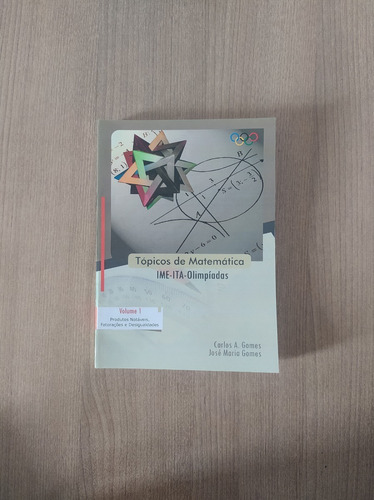 B
A
Tópicos de Matemática
IME-ITA-Olimpíadas
Volume 1
Produtos Notáveis,
Fatorações e Desigualdades
Carlos A. Gomes
José Maria Gomes